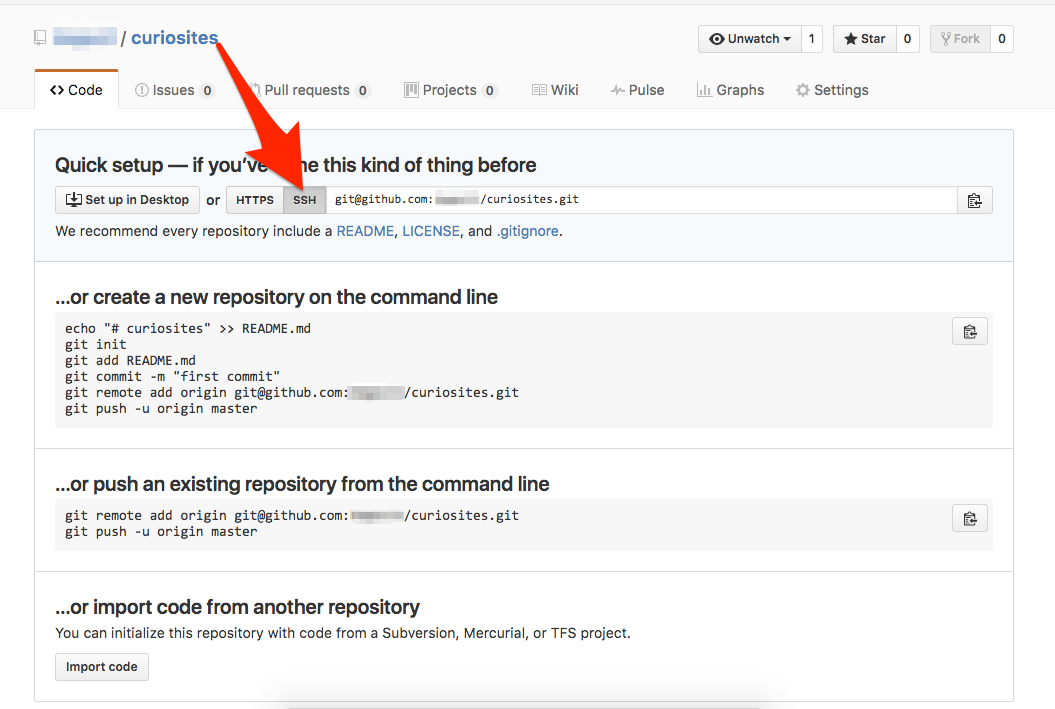 / curiosites
Unwatch 1 Star 0 Fork 0
Code Issues 0 Pull requests 0 Projects 0 Wiki Pulse Graphs Settings
Quick setup — if you’ve this kind of thing before
Set up in Desktop or HTTPS SSH git@github.com: /curiosites.git
We recommend every repository include a README, LICENSE, and .gitignore.
…or create a new repository on the command line
echo "# curiosites" >> README.md
git init
git add README.md
git commit -m "first commit"
git remote add origin git@github.com: /curiosites.git
git push -u origin master
…or push an existing repository from the command line
git remote add origin git@github.com: /curiosites.git
git push -u origin master
…or import code from another repository
You can initialize this repository with code from a Subversion, Mercurial, or TFS project.
Import code